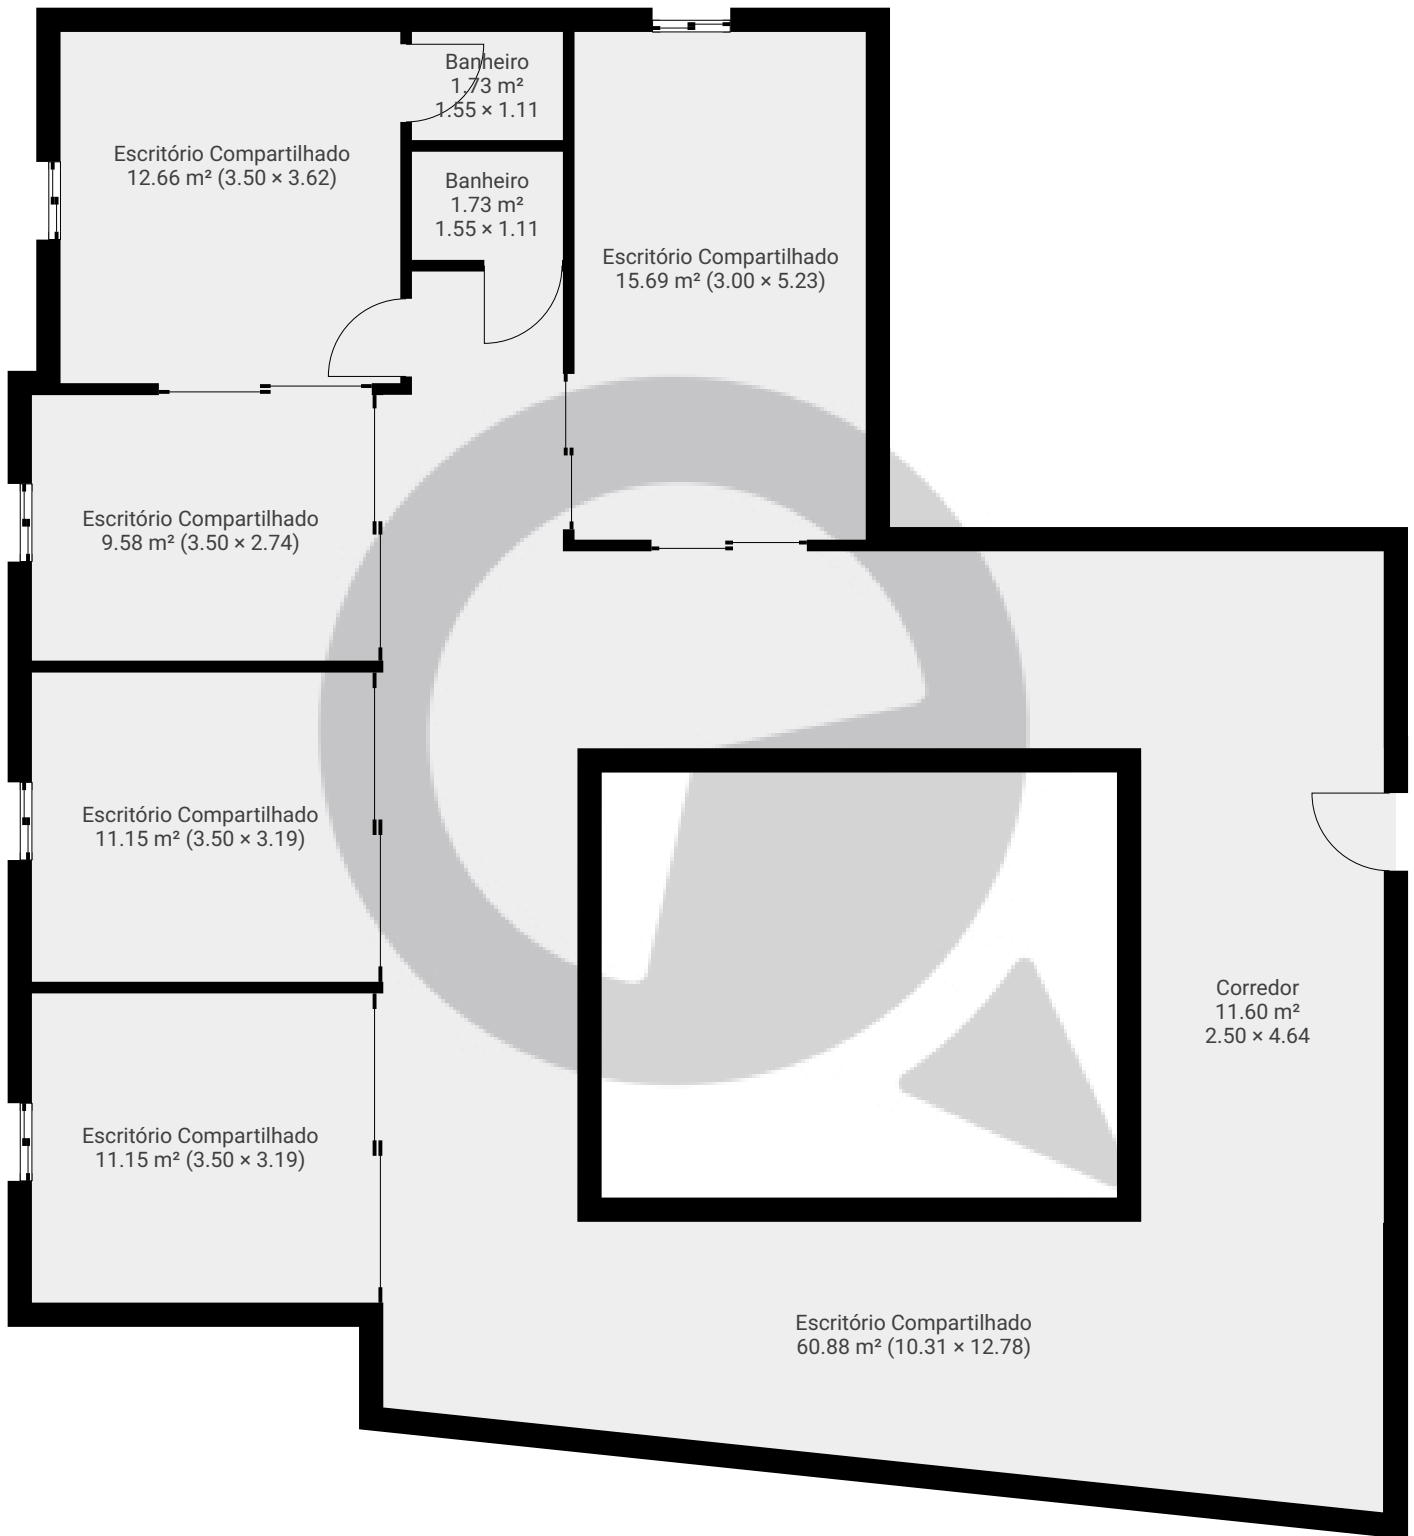 Banheiro
1.73 m²
1.55 × 1.11
Escritório Compartilhado
12.66 m² (3.50 × 3.62)
Banheiro
1.73 m²
1.55 × 1.11
Escritório Compartilhado
15.69 m² (3.00 × 5.23)
Escritório Compartilhado
9.58 m² (3.50 × 2.74)
Escritório Compartilhado
11.15 m² (3.50 × 3.19)
Corredor
11.60 m²
2.50 × 4.64
Escritório Compartilhado
11.15 m² (3.50 × 3.19)
Escritório Compartilhado
60.88 m² (10.31 × 12.78)